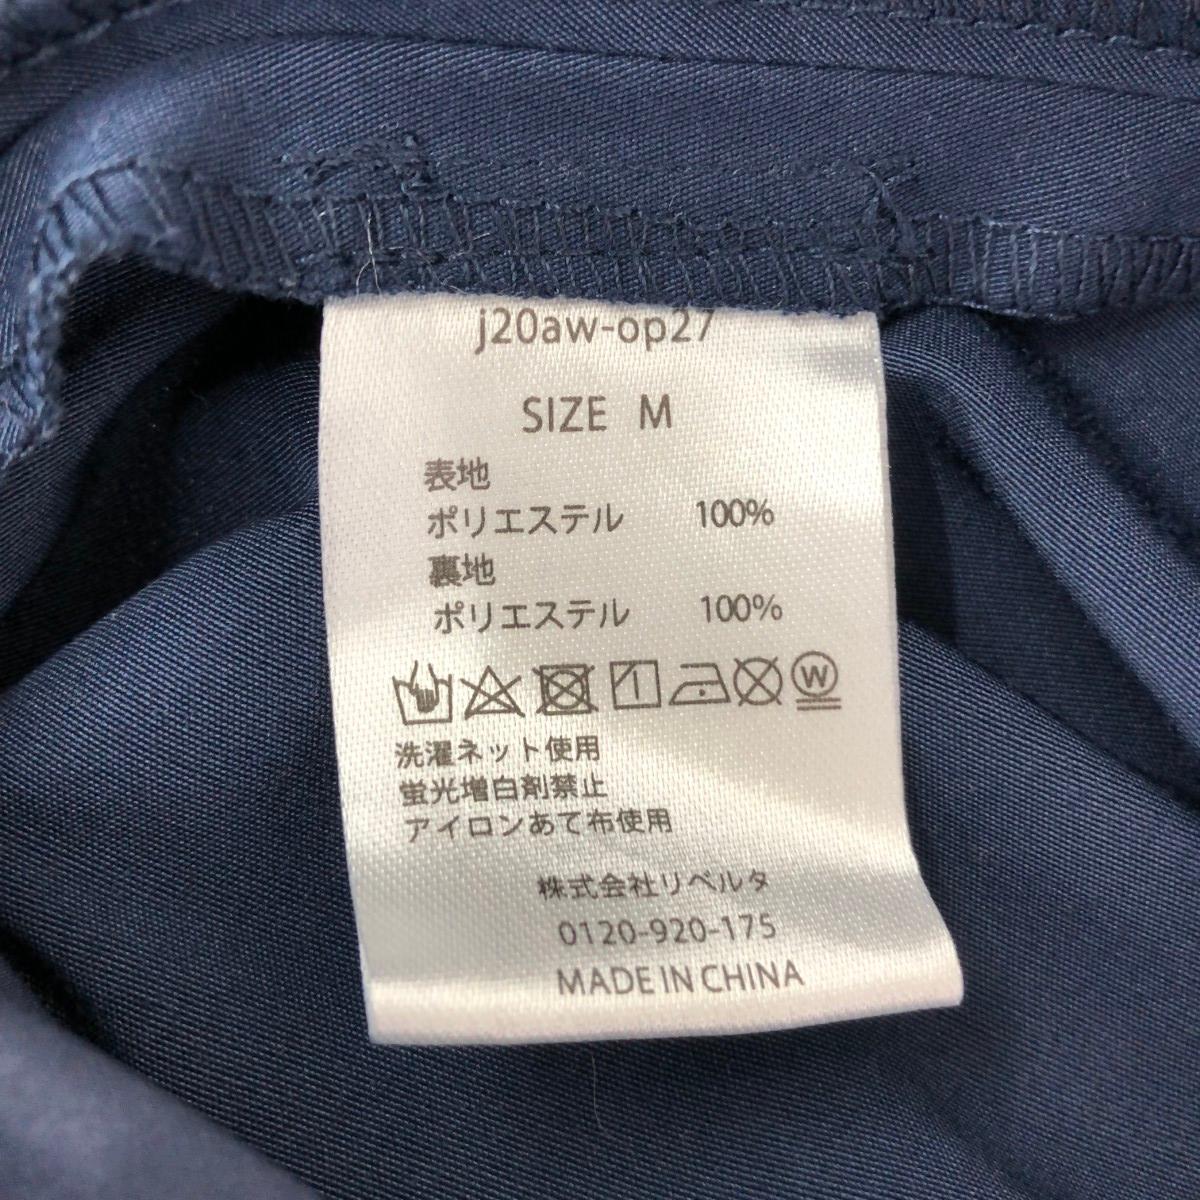 j20aw-op27
SIZE M
表地
ポリエステル 100%
裏地
ポリエステル 100%
W
洗濯ネット使用
蛍光増白剤禁止
アイロンあて布使用
株式会社リベルタ
0120-920-175
MADE IN CHINA